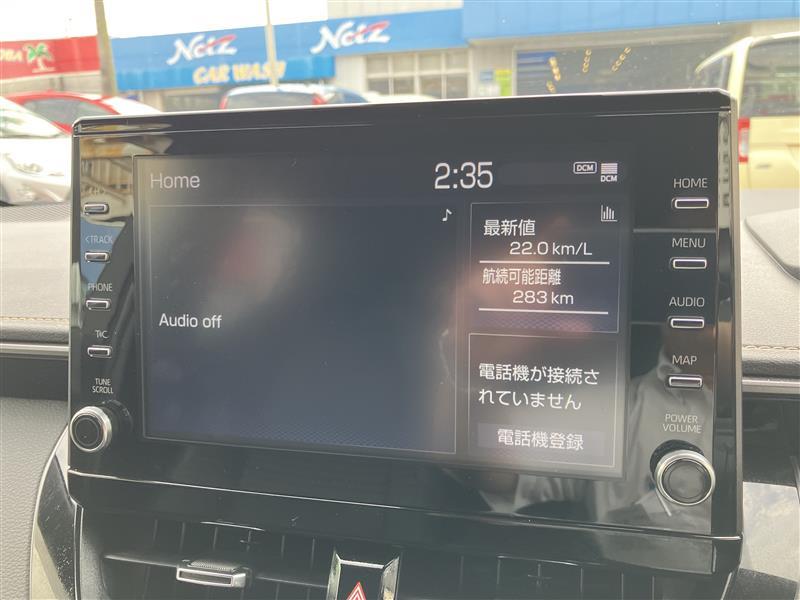 Netz
Netz
CAR WASH
Home
2:35
DCM
DCM
最新値
22.0 km/L
航続可能距離
283 km
Audio off
電話機が接続さ
れていません
電話機登録
<TRACK
PHONE
T/C
TUNE
SCROLL
HOME
MENU
AUDIO
MAP
POWER
VOLUME